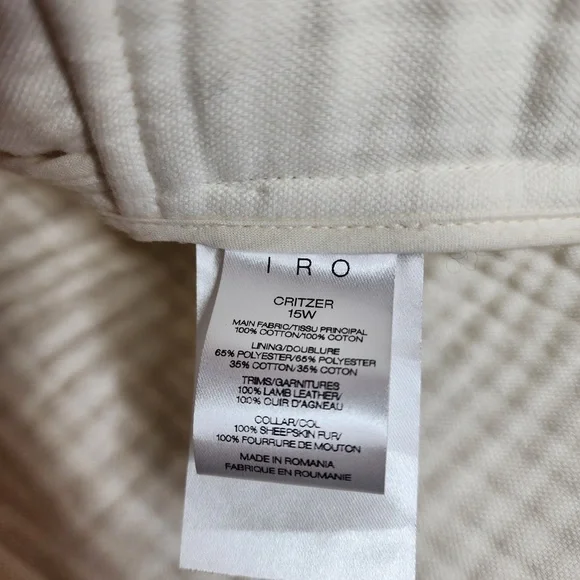 IRO
CRITZER
15W
MAIN FABRIC/TISSU PRINCIPAL
100% COTTON/100% COTON
LINING/DOUBLURE
65% POLYESTER/65% POLYESTER
35% COTTON/35% COTON
TRIMS/GARNITURES
100% LAMB LEATHER/
100% CUIR D'AGNEAU
COLLAR/COL
100% SHEEPSKIN FUR/
100% FOURRURE DE MOUTON
MADE IN ROMANIA
FABRIQUE EN ROUMANIE